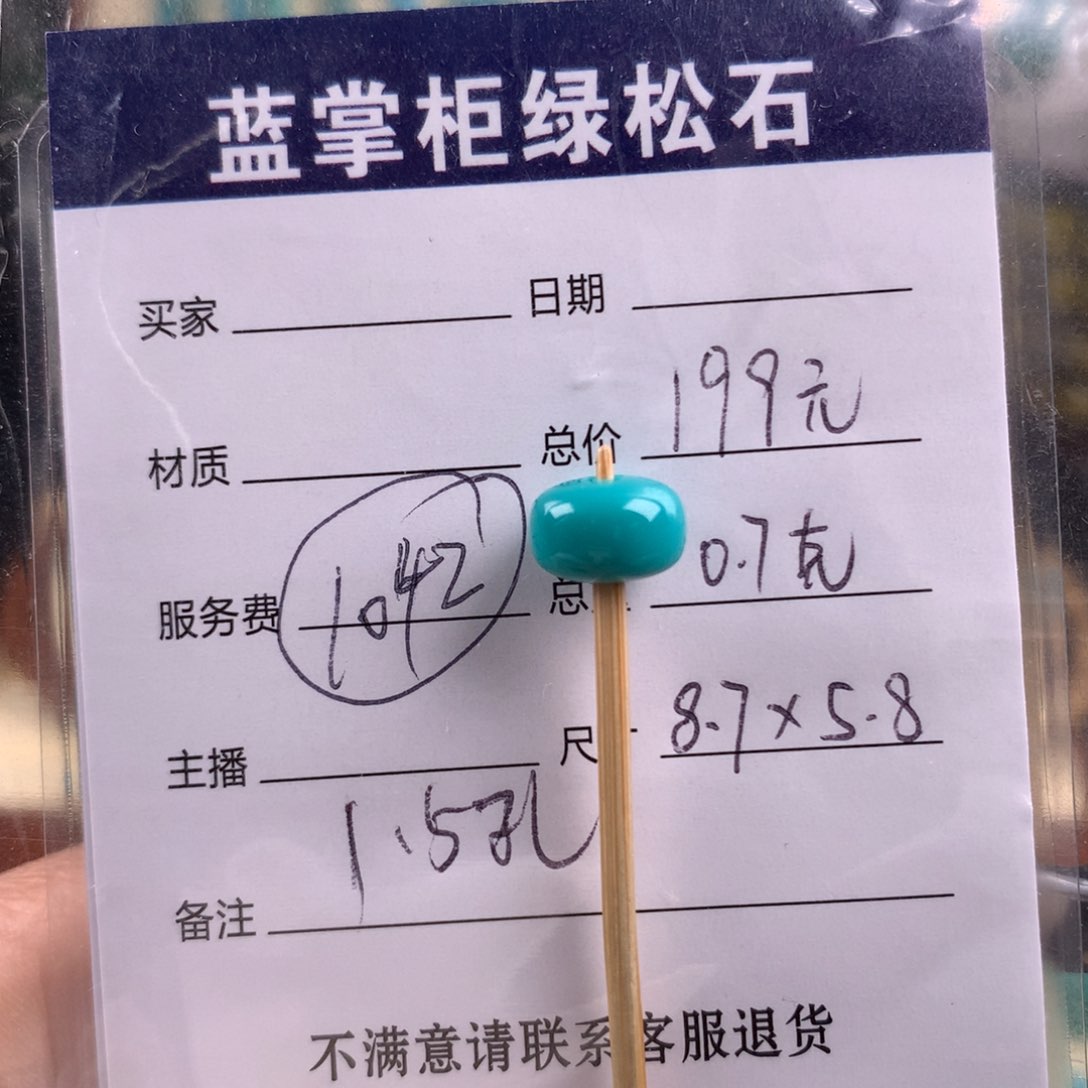 蓝掌柜绿松石
买家 日期
材质 总价 199元
服务费 1042 总 0.7克
主播 尺 8.7×5.8
1.5孔
备注
不满意请联系客服退货